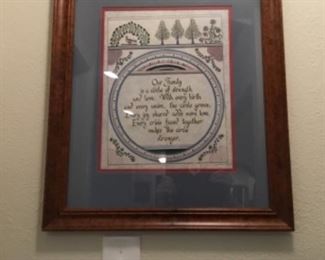 Our Family
is a circle of strength
and love. With every birth
and every union, the circle grows,
Every joy shared adds more love,
Every crisis faced together
makes the circle
stronger.